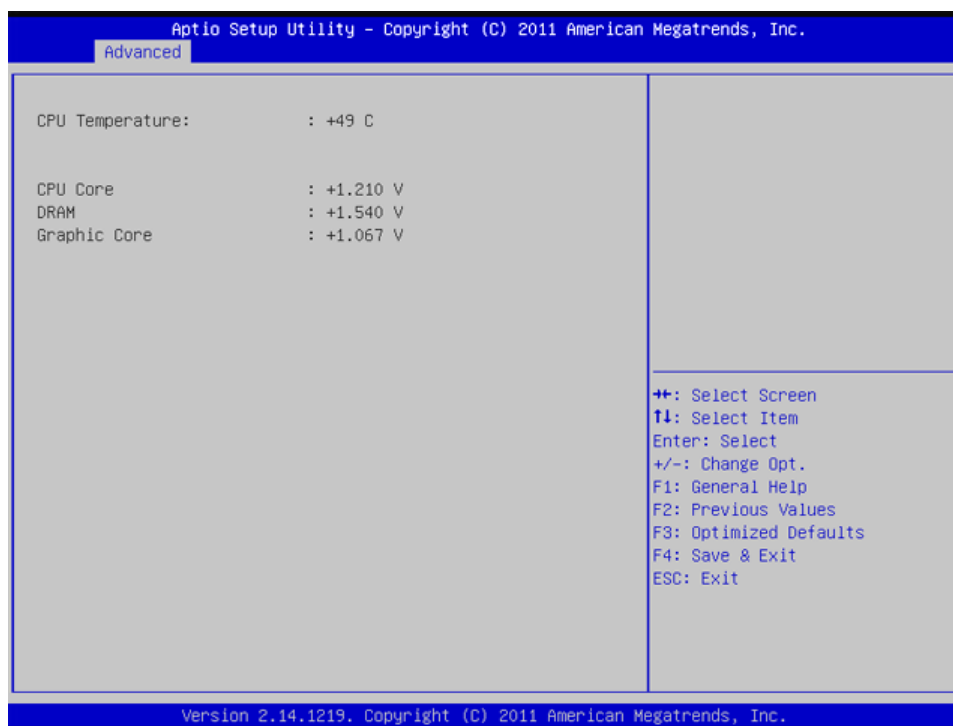 Aptio Setup Utility – Copyright (C) 2011 American Megatrends, Inc.
Advanced
CPU Temperature: : +49 C
CPU Core : +1.210 V
DRAM : +1.540 V
Graphic Core : +1.067 V
→←: Select Screen
↑↓: Select Item
Enter: Select
+/-: Change Opt.
F1: General Help
F2: Previous Values
F3: Optimized Defaults
F4: Save & Exit
ESC: Exit
Version 2.14.1219. Copyright (C) 2011 American Megatrends, Inc.